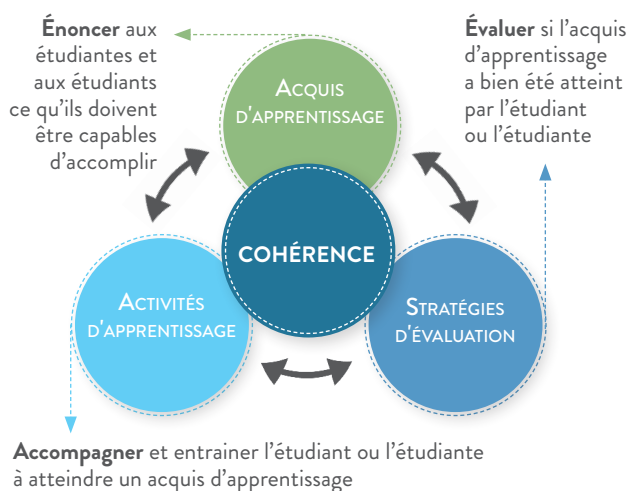 Énoncer aux
étudiantes et
aux étudiants
ce qu'ils doivent
être capables
d'accomplir
Évaluer si l'acquis
d'apprentissage
a bien été atteint
par l'étudiant
ou l'étudiante
Acquis
d'apprentissage
COHÉRENCE
Activités
d'apprentissage
Stratégies
d'évaluation
Accompagner et entrainer l'étudiant ou l'étudiante
à atteindre un acquis d'apprentissage